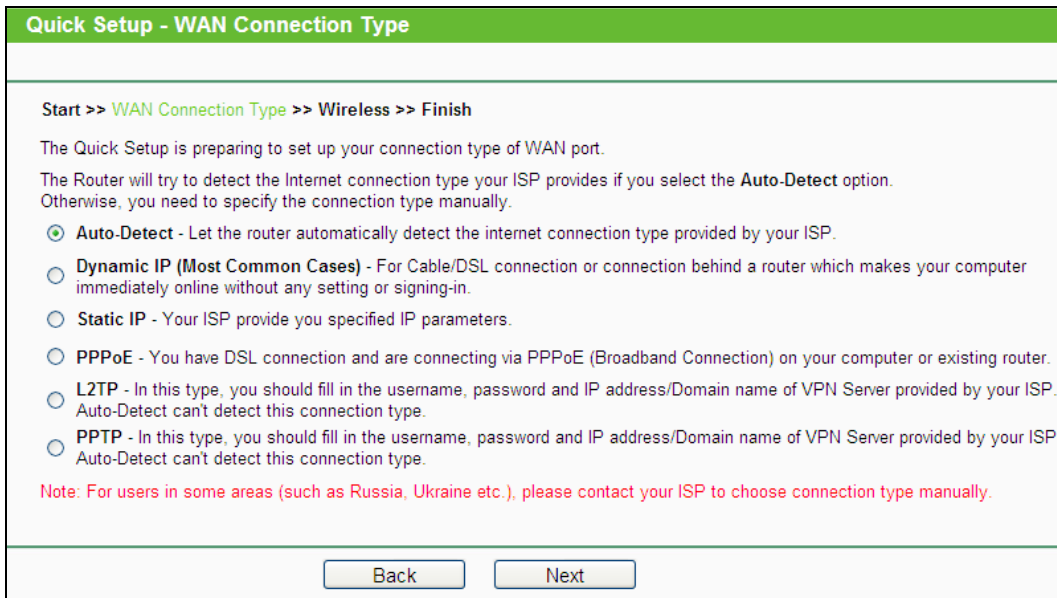 Quick Setup - WAN Connection Type
Start >> WAN Connection Type >> Wireless >> Finish
The Quick Setup is preparing to set up your connection type of WAN port.
The Router will try to detect the Internet connection type your ISP provides if you select the Auto-Detect option.
Otherwise, you need to specify the connection type manually.
Auto-Detect - Let the router automatically detect the internet connection type provided by your ISP.
Dynamic IP (Most Common Cases) - For Cable/DSL connection or connection behind a router which makes your computer
immediately online without any setting or signing-in.
Static IP - Your ISP provide you specified IP parameters.
PPPoE - You have DSL connection and are connecting via PPPoE (Broadband Connection) on your computer or existing router.
L2TP - In this type, you should fill in the username, password and IP address/Domain name of VPN Server provided by your ISP.
Auto-Detect can't detect this connection type.
PPTP - In this type, you should fill in the username, password and IP address/Domain name of VPN Server provided by your ISP
Auto-Detect can't detect this connection type.
Note: For users in some areas (such as Russia, Ukraine etc.), please contact your ISP to choose connection type manually.
Back Next